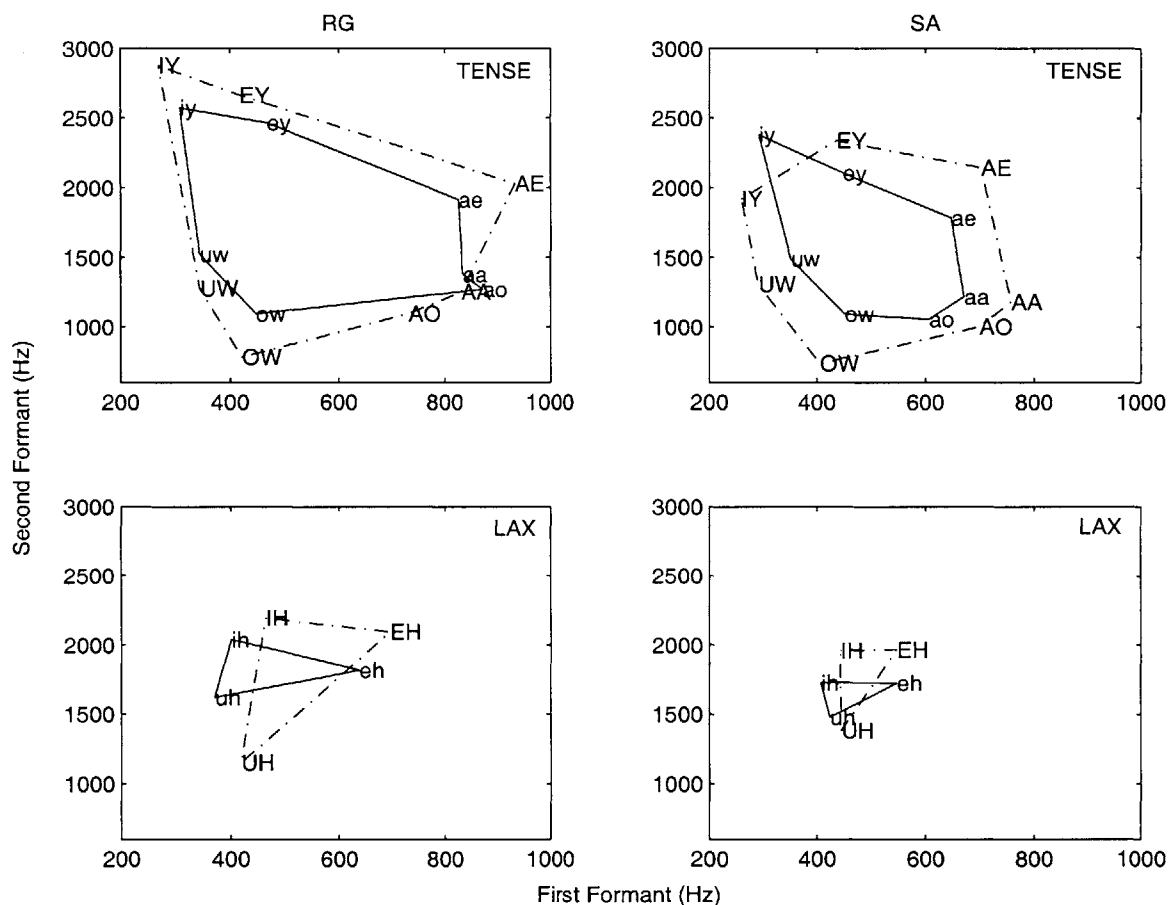 RG
SA
3000
2500
2000
1500
1000
200 400 600 800 1000
TENSE
IY
EY
iy
ey
AE
ae
uw
UW
aa
AA
ao
ow
AO
OW
3000
2500
2000
1500
1000
200 400 600 800 1000
TENSE
iy
EY
AE
ey
IY
ae
uw
UW
aa
AA
ow
ao
AO
OW
Second Formant (Hz)
3000
2500
2000
1500
1000
200 400 600 800 1000
LAX
IH
EH
ih
eh
uh
UH
3000
2500
2000
1500
1000
200 400 600 800 1000
LAX
IH
EH
ih
eh
uh
UH
First Formant (Hz)